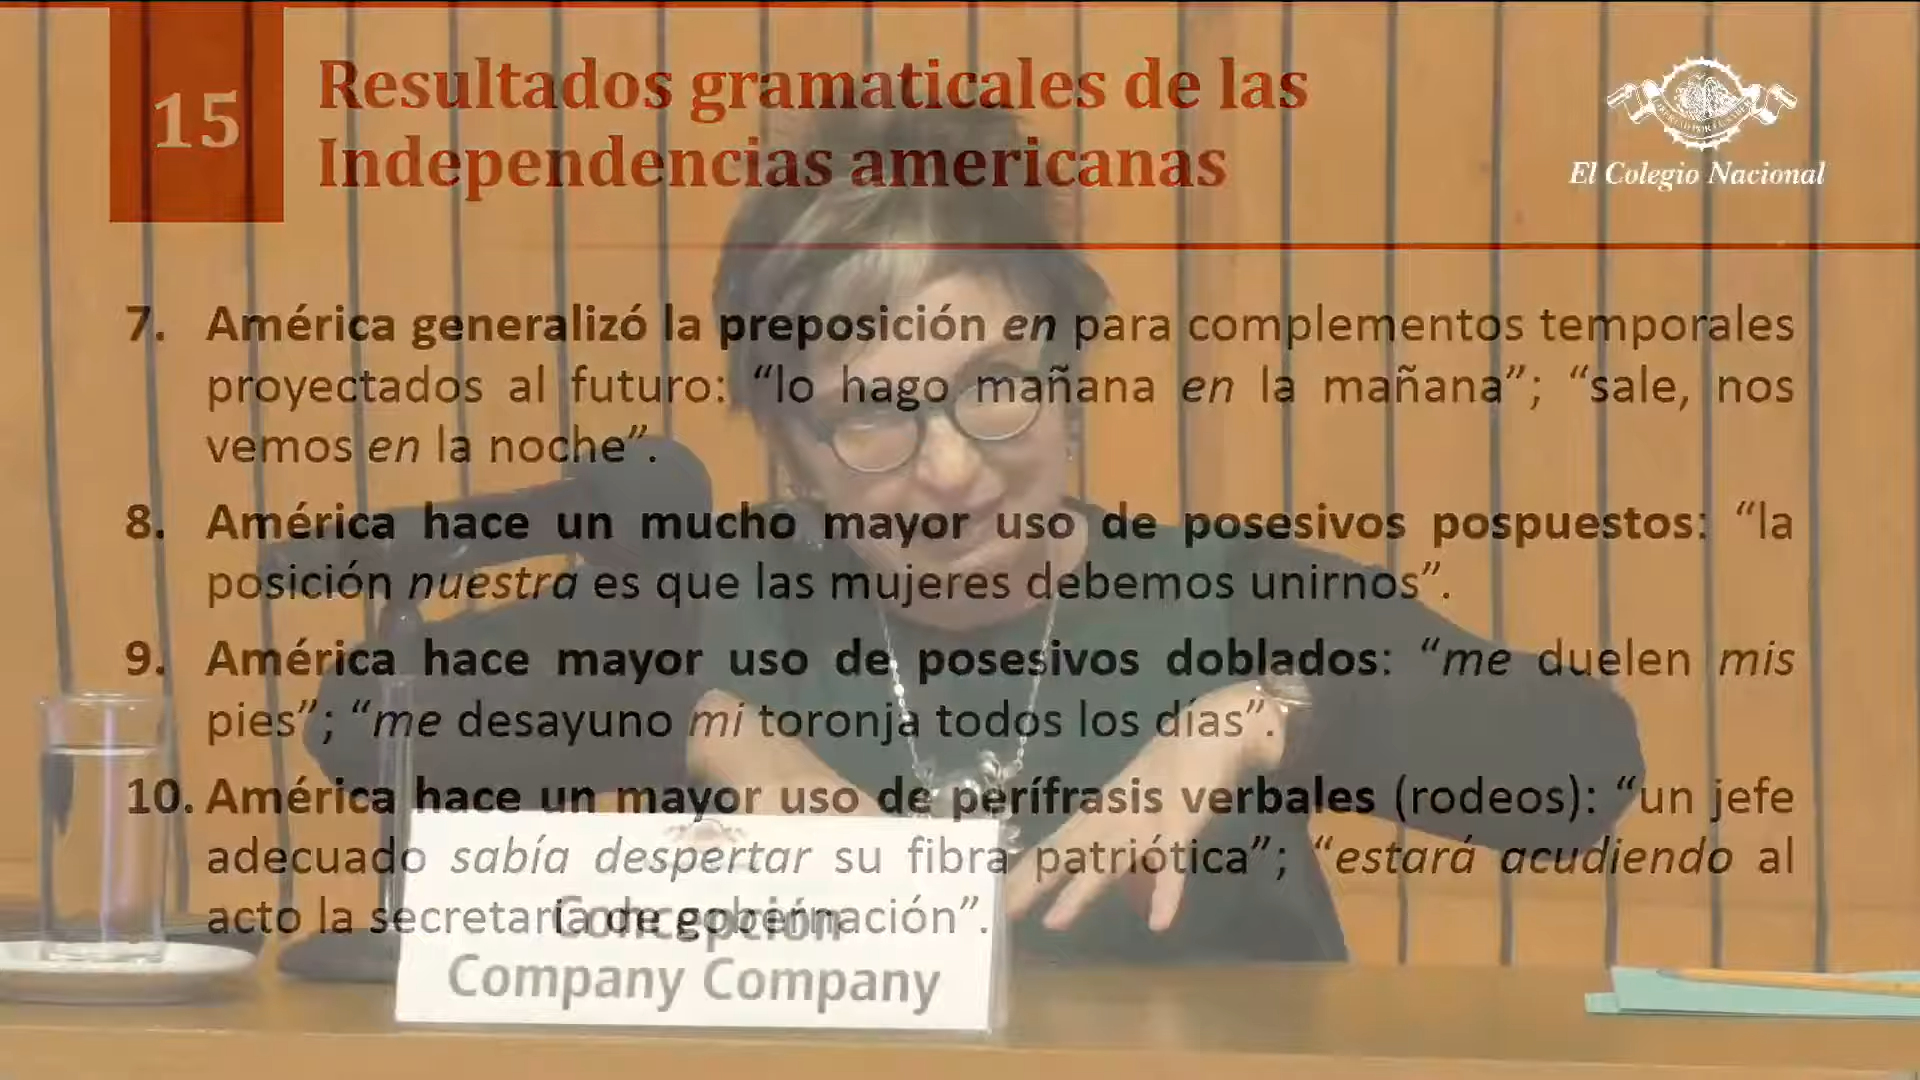 15
Resultados gramaticales de las
Independencias americanas
El Colegio Nacional
7. América generalizó la preposición en para complementos temporales
proyectados al futuro: “lo hago mañana en la mañana”; “sale, nos
vemos en la noche”.
8. América hace un mucho mayor uso de posesivos pospuestos: “la
posición nuestra es que las mujeres debemos unirnos”.
9. América hace mayor uso de posesivos doblados: “me duelen mis
pies”; “me desayuno mi toronja todos los días”.
10. América hace un mayor uso de perífrasis verbales (rodeos): “un jefe
adecuado sabía despertar su fibra patriótica”; “estará acudiendo al
acto la secretaría de gobernación”.
Concepción
Company Company